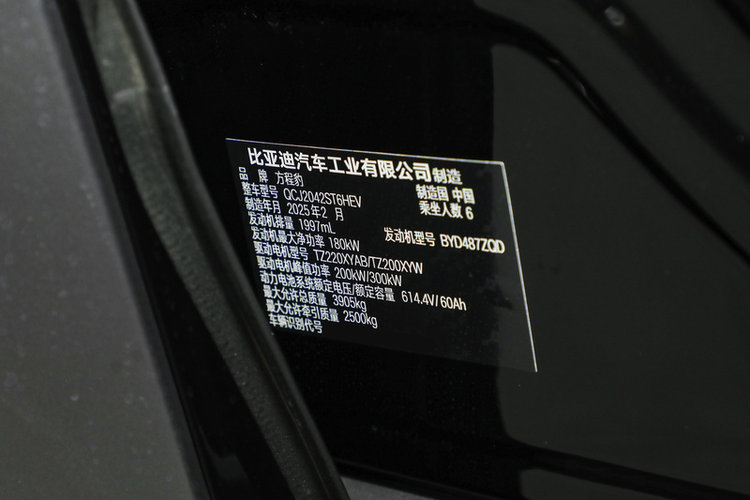 比亚迪汽车工业有限公司制造
品 牌 方程豹 制造国 中国
整车型号 QCJ2042ST6HEV 乘坐人数 6
制造年月 2025年2 月
发动机排量 1997mL 发动机型号 BYD487ZQD
发动机最大净功率 180kW
驱动电机型号 TZ220XYAB/TZ200XYW
驱动电机峰值功率 200kW/300kW
动力电池系统额定电压/额定容量 614.4V/60Ah
最大允许总质量 3905kg
最大允许牵引质量 2500kg
车辆识别代号